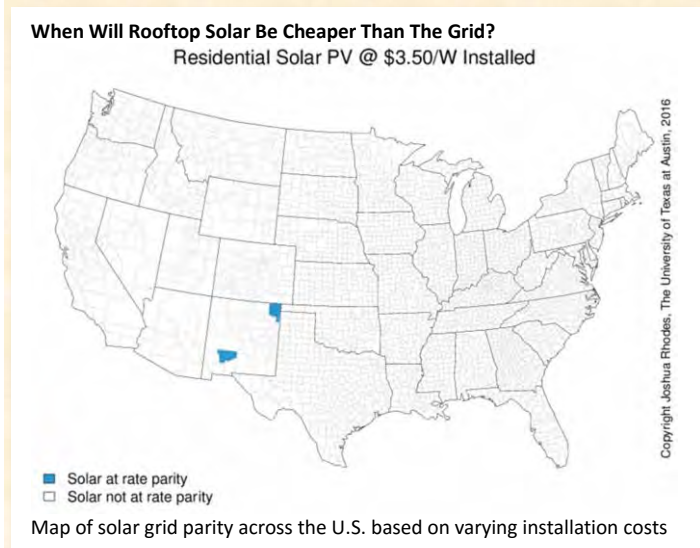 When Will Rooftop Solar Be Cheaper Than The Grid?
Residential Solar PV @ $3.50/W Installed
Copyright Joshua Rhodes, The University of Texas at Austin, 2016
Solar at rate parity
Solar not at rate parity
Map of solar grid parity across the U.S. based on varying installation costs